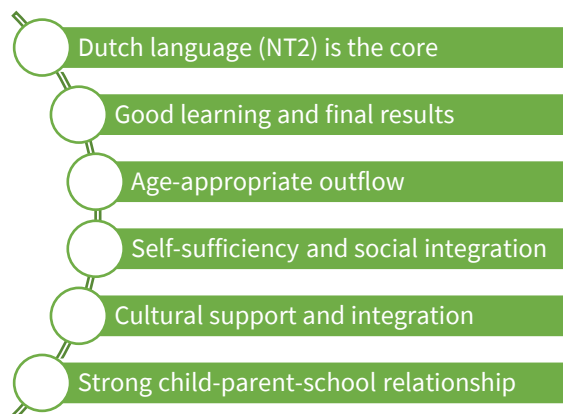 Dutch language (NT2) is the core
Good learning and final results
Age-appropriate outflow
Self-sufficiency and social integration
Cultural support and integration
Strong child-parent-school relationship